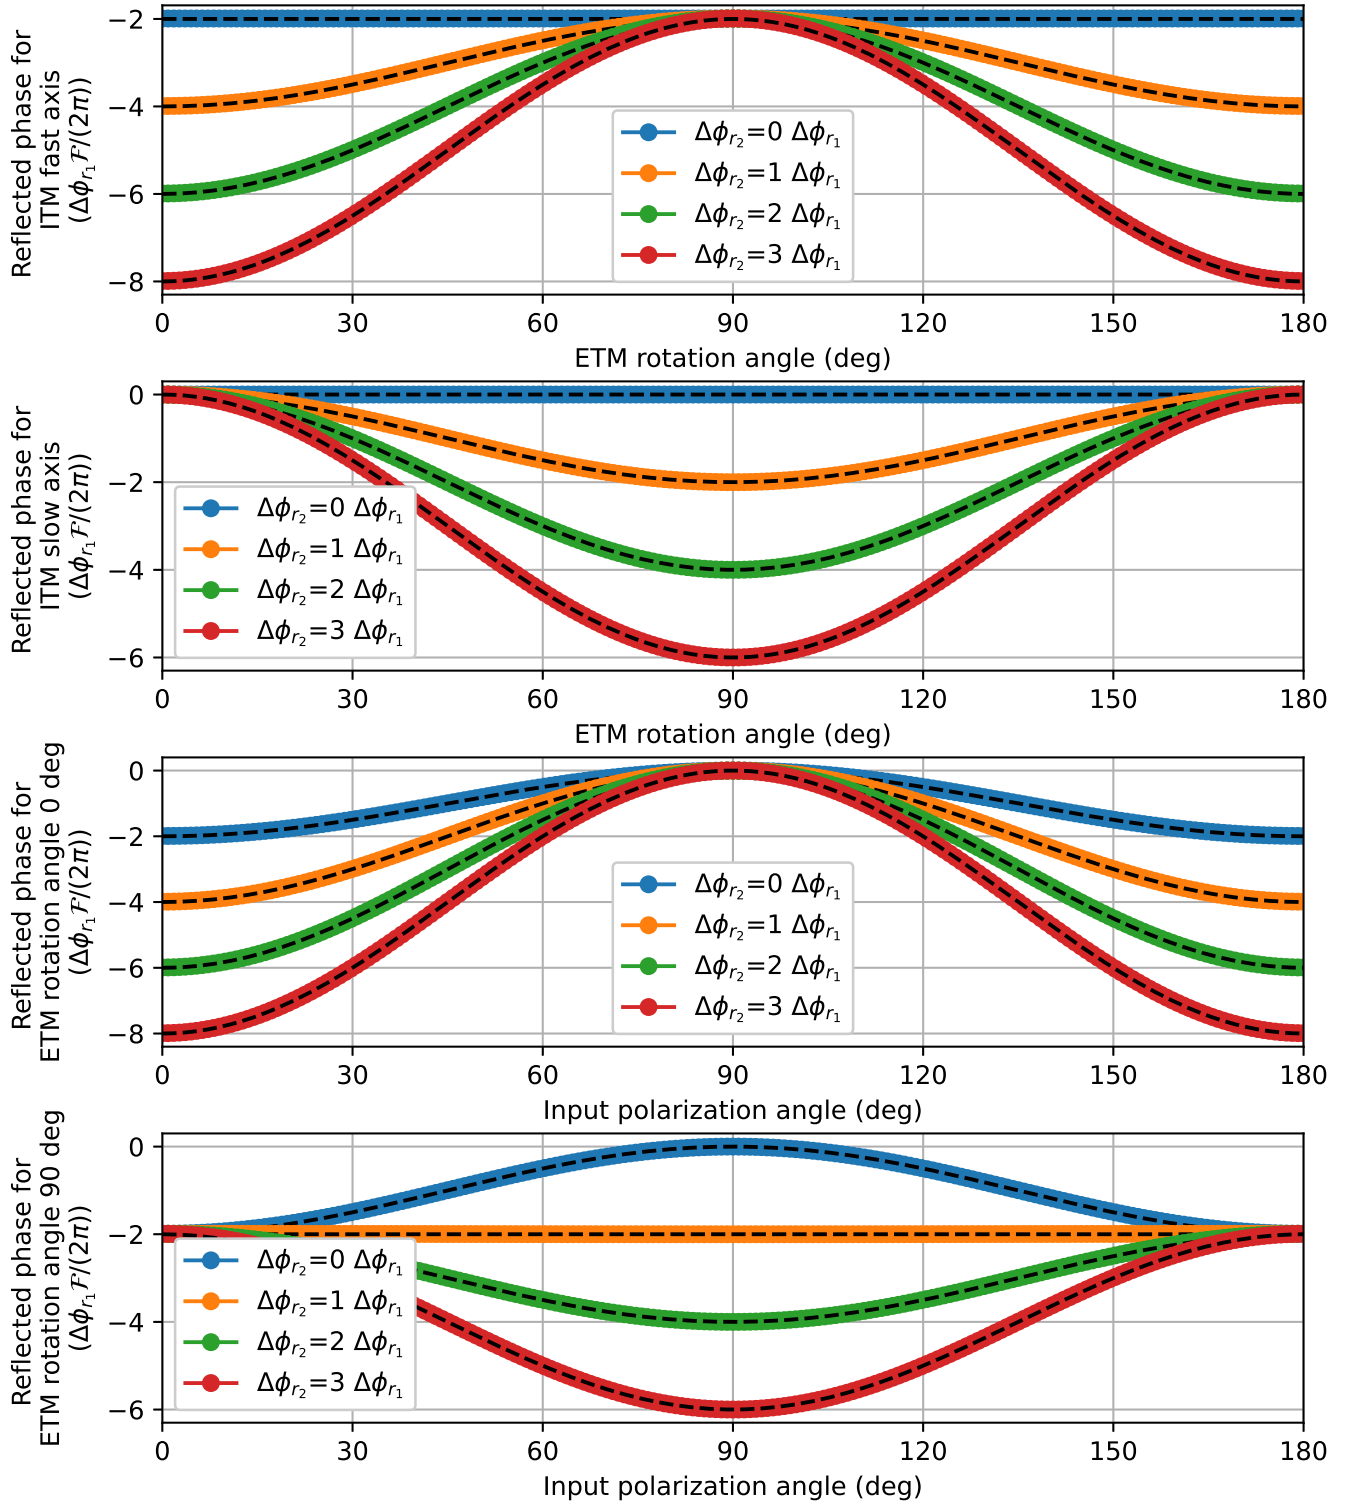 Reflected phase for
ITM fast axis
(Δϕr₁ℱ/(2π))
−2
−4
−6
−8
Δϕr₂=0 Δϕr₁
Δϕr₂=1 Δϕr₁
Δϕr₂=2 Δϕr₁
Δϕr₂=3 Δϕr₁
0 30 60 90 120 150 180
ETM rotation angle (deg)
Reflected phase for
ITM slow axis
(Δϕr₁ℱ/(2π))
0
−2
−4
−6
Δϕr₂=0 Δϕr₁
Δϕr₂=1 Δϕr₁
Δϕr₂=2 Δϕr₁
Δϕr₂=3 Δϕr₁
0 30 60 90 120 150 180
ETM rotation angle (deg)
Reflected phase for
ETM rotation angle 0 deg
(Δϕr₁ℱ/(2π))
0
−2
−4
−6
−8
Δϕr₂=0 Δϕr₁
Δϕr₂=1 Δϕr₁
Δϕr₂=2 Δϕr₁
Δϕr₂=3 Δϕr₁
0 30 60 90 120 150 180
Input polarization angle (deg)
Reflected phase for
ETM rotation angle 90 deg
(Δϕr₁ℱ/(2π))
0
−2
−4
−6
Δϕr₂=0 Δϕr₁
Δϕr₂=1 Δϕr₁
Δϕr₂=2 Δϕr₁
Δϕr₂=3 Δϕr₁
0 30 60 90 120 150 180
Input polarization angle (deg)